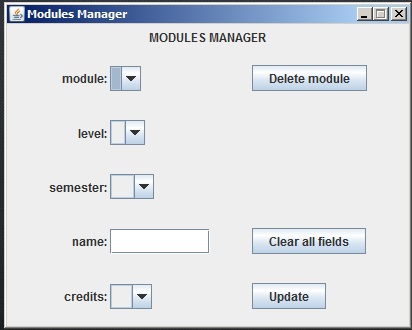 Modules Manager
MODULES MANAGER
module: Delete module
level:
semester:
name: Clear all fields
credits: Update